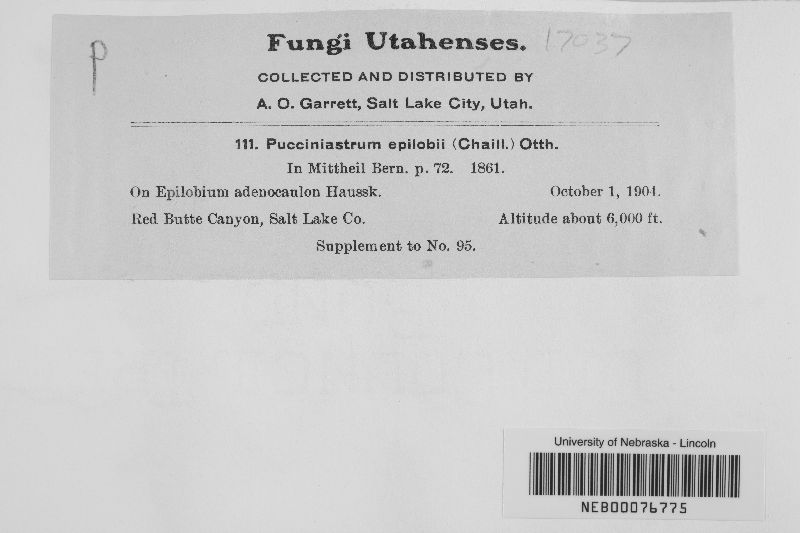 p
Fungi Utahenses. 17037
COLLECTED AND DISTRIBUTED BY
A. O. Garrett, Salt Lake City, Utah.
111. Pucciniastrum epilobii (Chaill.) Otth.
In Mittheil Bern. p. 72. 1861.
On Epilobium adenocaulon Haussk. October 1, 1904.
Red Butte Canyon, Salt Lake Co. Altitude about 6,000 ft.
Supplement to No. 95.
University of Nebraska - Lincoln
NEB00076775